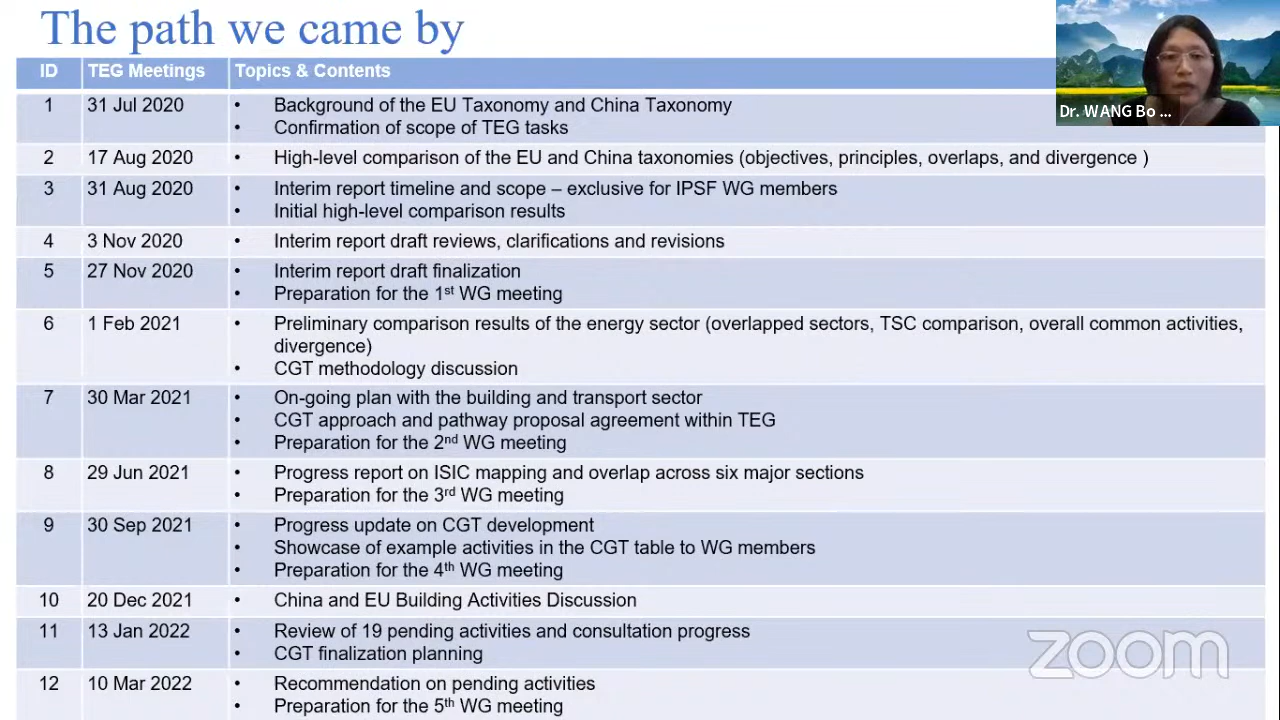 The path we came by
ID TEG Meetings Topics & Contents
Dr. WANG Bo ...
1 31 Jul 2020 • Background of the EU Taxonomy and China Taxonomy
• Confirmation of scope of TEG tasks
2 17 Aug 2020 • High-level comparison of the EU and China taxonomies (objectives, principles, overlaps, and divergence )
3 31 Aug 2020 • Interim report timeline and scope – exclusive for IPSF WG members
• Initial high-level comparison results
4 3 Nov 2020 • Interim report draft reviews, clarifications and revisions
5 27 Nov 2020 • Interim report draft finalization
• Preparation for the 1st WG meeting
6 1 Feb 2021 • Preliminary comparison results of the energy sector (overlapped sectors, TSC comparison, overall common activities,
divergence)
• CGT methodology discussion
7 30 Mar 2021 • On-going plan with the building and transport sector
• CGT approach and pathway proposal agreement within TEG
• Preparation for the 2nd WG meeting
8 29 Jun 2021 • Progress report on ISIC mapping and overlap across six major sections
• Preparation for the 3rd WG meeting
9 30 Sep 2021 • Progress update on CGT development
• Showcase of example activities in the CGT table to WG members
• Preparation for the 4th WG meeting
10 20 Dec 2021 • China and EU Building Activities Discussion
11 13 Jan 2022 • Review of 19 pending activities and consultation progress
• CGT finalization planning
12 10 Mar 2022 • Recommendation on pending activities
• Preparation for the 5th WG meeting
zoom